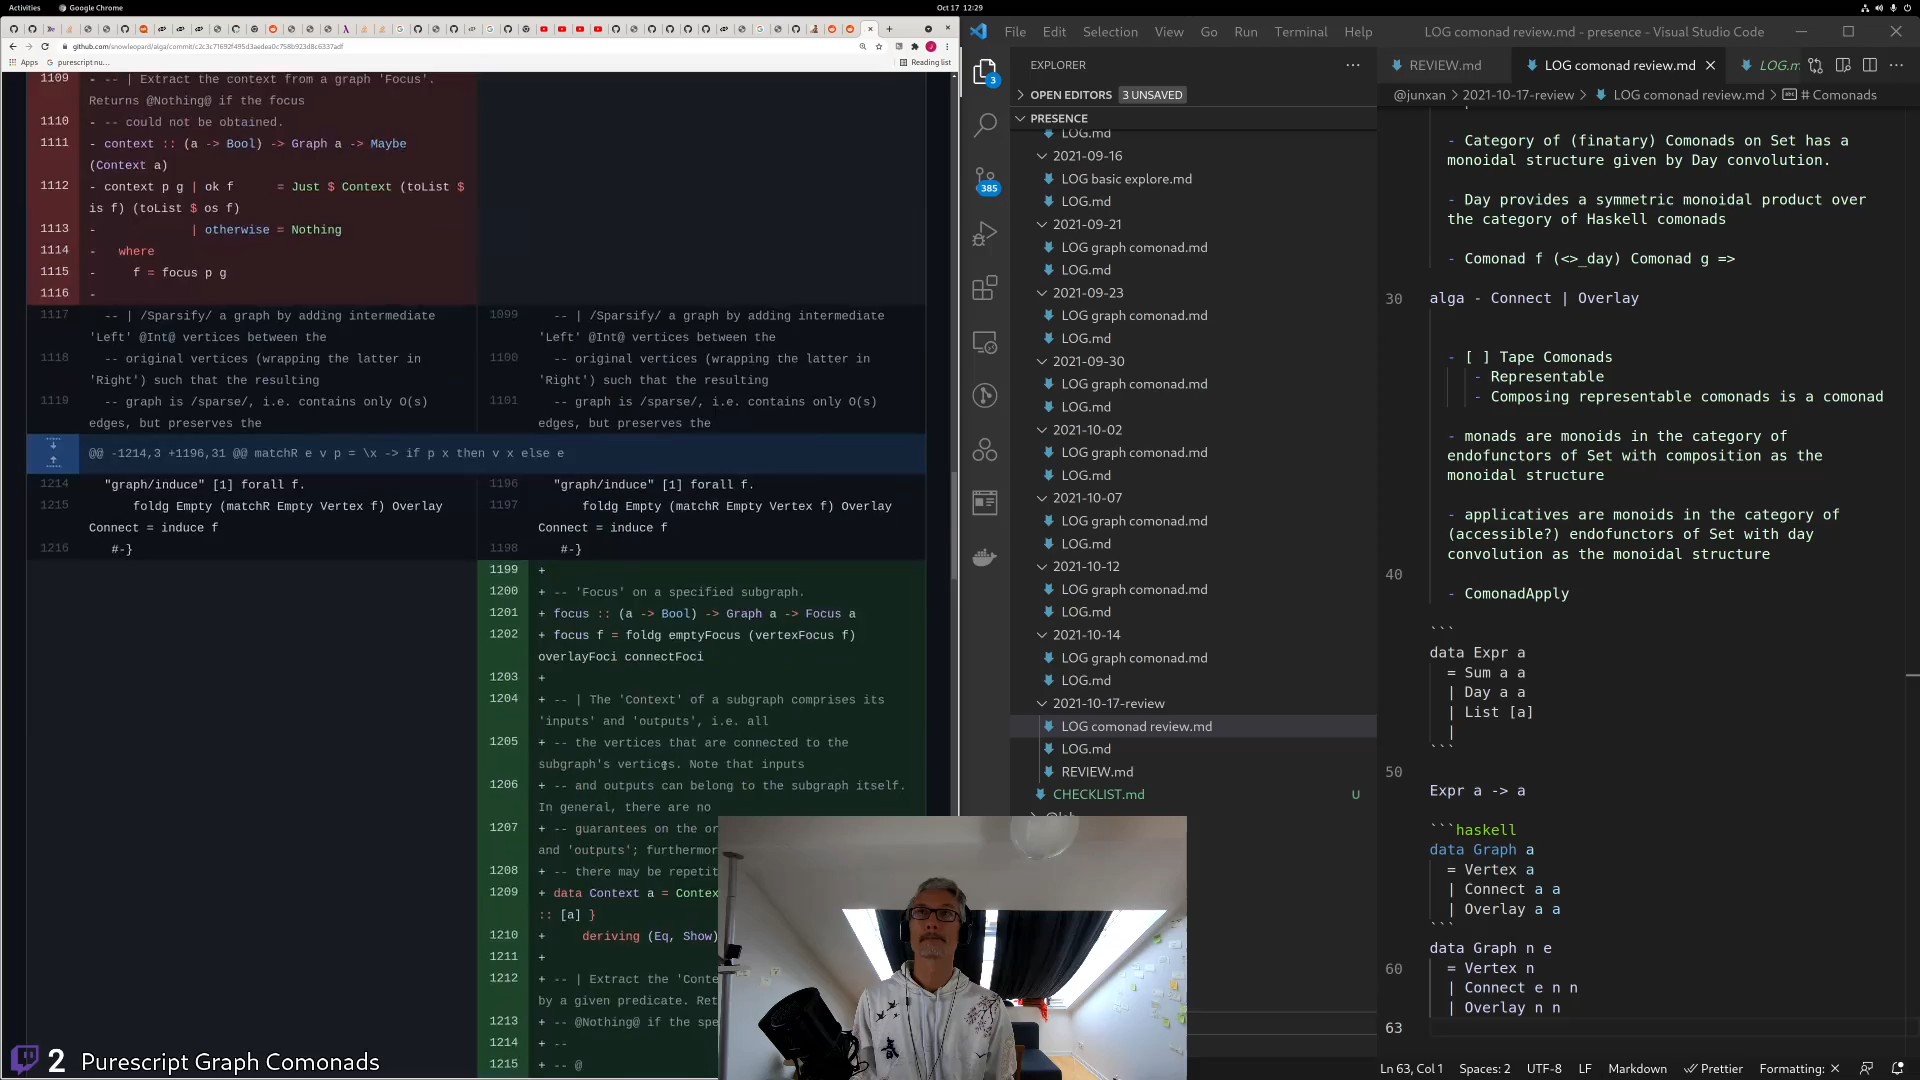 Activities
Google Chrome
Oct 17 12:29
github.com/snowleopard/alga/commit/c2c3c71692f495d3aedea0c758b923d8c6337adf
Apps
purescript nu...
Reading list
1109 - -- | Extract the context from a graph 'Focus'.
Returns @Nothing@ if the focus
1110 - -- could not be obtained.
1111 - context :: (a -> Bool) -> Graph a -> Maybe
(Context a)
1112 - context p g | ok f = Just $ Context (toList $
is f) (toList $ os f)
1113 - | otherwise = Nothing
1114 - where
1115 - f = focus p g
1116 -
1117 -- | /Sparsify/ a graph by adding intermediate
'Left' @Int@ vertices between the
1118 -- original vertices (wrapping the latter in
'Right') such that the resulting
1119 -- graph is /sparse/, i.e. contains only O(s)
edges, but preserves the
1099 -- | /Sparsify/ a graph by adding intermediate
'Left' @Int@ vertices between the
1100 -- original vertices (wrapping the latter in
'Right') such that the resulting
1101 -- graph is /sparse/, i.e. contains only O(s)
edges, but preserves the
@@ -1214,3 +1196,31 @@ matchR e v p = \x -> if p x then v x else e
1214 "graph/induce" [1] forall f.
1215 foldg Empty (matchR Empty Vertex f) Overlay
Connect = induce f
1216 #-}
1196 "graph/induce" [1] forall f.
1197 foldg Empty (matchR Empty Vertex f) Overlay
Connect = induce f
1198 #-}
1199 +
1200 + -- 'Focus' on a specified subgraph.
1201 + focus :: (a -> Bool) -> Graph a -> Focus a
1202 + focus f = foldg emptyFocus (vertexFocus f)
overlayFoci connectFoci
1203 +
1204 + -- | The 'Context' of a subgraph comprises its
'inputs' and 'outputs', i.e. all
1205 + -- the vertices that are connected to the
subgraph's vertices. Note that inputs
1206 + -- and outputs can belong to the subgraph itself.
In general, there are no
1207 + -- guarantees on the or
and 'outputs'; furthermor
1208 + -- there may be repetit
1209 + data Context a = Contex
:: [a] }
1210 + deriving (Eq, Show)
1211 +
1212 + -- | Extract the 'Conte
by a given predicate. Ret
1213 + -- @Nothing@ if the spe
1214 + --
1215 + -- @
2 Purescript Graph Comonads
File Edit Selection View Go Run Terminal Help
LOG comonad review.md - presence - Visual Studio Code
3
385
EXPLORER
OPEN EDITORS 3 UNSAVED
PRESENCE
LOG.md
2021-09-16
LOG basic explore.md
LOG.md
2021-09-21
LOG graph comonad.md
LOG.md
2021-09-23
LOG graph comonad.md
LOG.md
2021-09-30
LOG graph comonad.md
LOG.md
2021-10-02
LOG graph comonad.md
LOG.md
2021-10-07
LOG graph comonad.md
LOG.md
2021-10-12
LOG graph comonad.md
LOG.md
2021-10-14
LOG graph comonad.md
LOG.md
2021-10-17-review
LOG comonad review.md
LOG.md
REVIEW.md
CHECKLIST.md U
REVIEW.md
LOG comonad review.md
LOG.m
@junxan > 2021-10-17-review > LOG comonad review.md > # Comonads
- Category of (finatary) Comonads on Set has a
monoidal structure given by Day convolution.
- Day provides a symmetric monoidal product over
the category of Haskell comonads
- Comonad f (<>_day) Comonad g =>
30 alga - Connect | Overlay
- [ ] Tape Comonads
- Representable
- Composing representable comonads is a comonad
- monads are monoids in the category of
endofunctors of Set with composition as the
monoidal structure
- applicatives are monoids in the category of
(accessible?) endofunctors of Set with day
convolution as the monoidal structure
40
- ComonadApply
```
data Expr a
= Sum a a
| Day a a
| List [a]
|
```
50
Expr a -> a
```haskell
data Graph a
= Vertex a
| Connect a a
| Overlay a a
```
data Graph n e
60 = Vertex n
| Connect e n n
| Overlay n n
63
Ln 63, Col 1 Spaces: 2 UTF-8 LF Markdown Prettier Formatting: ×